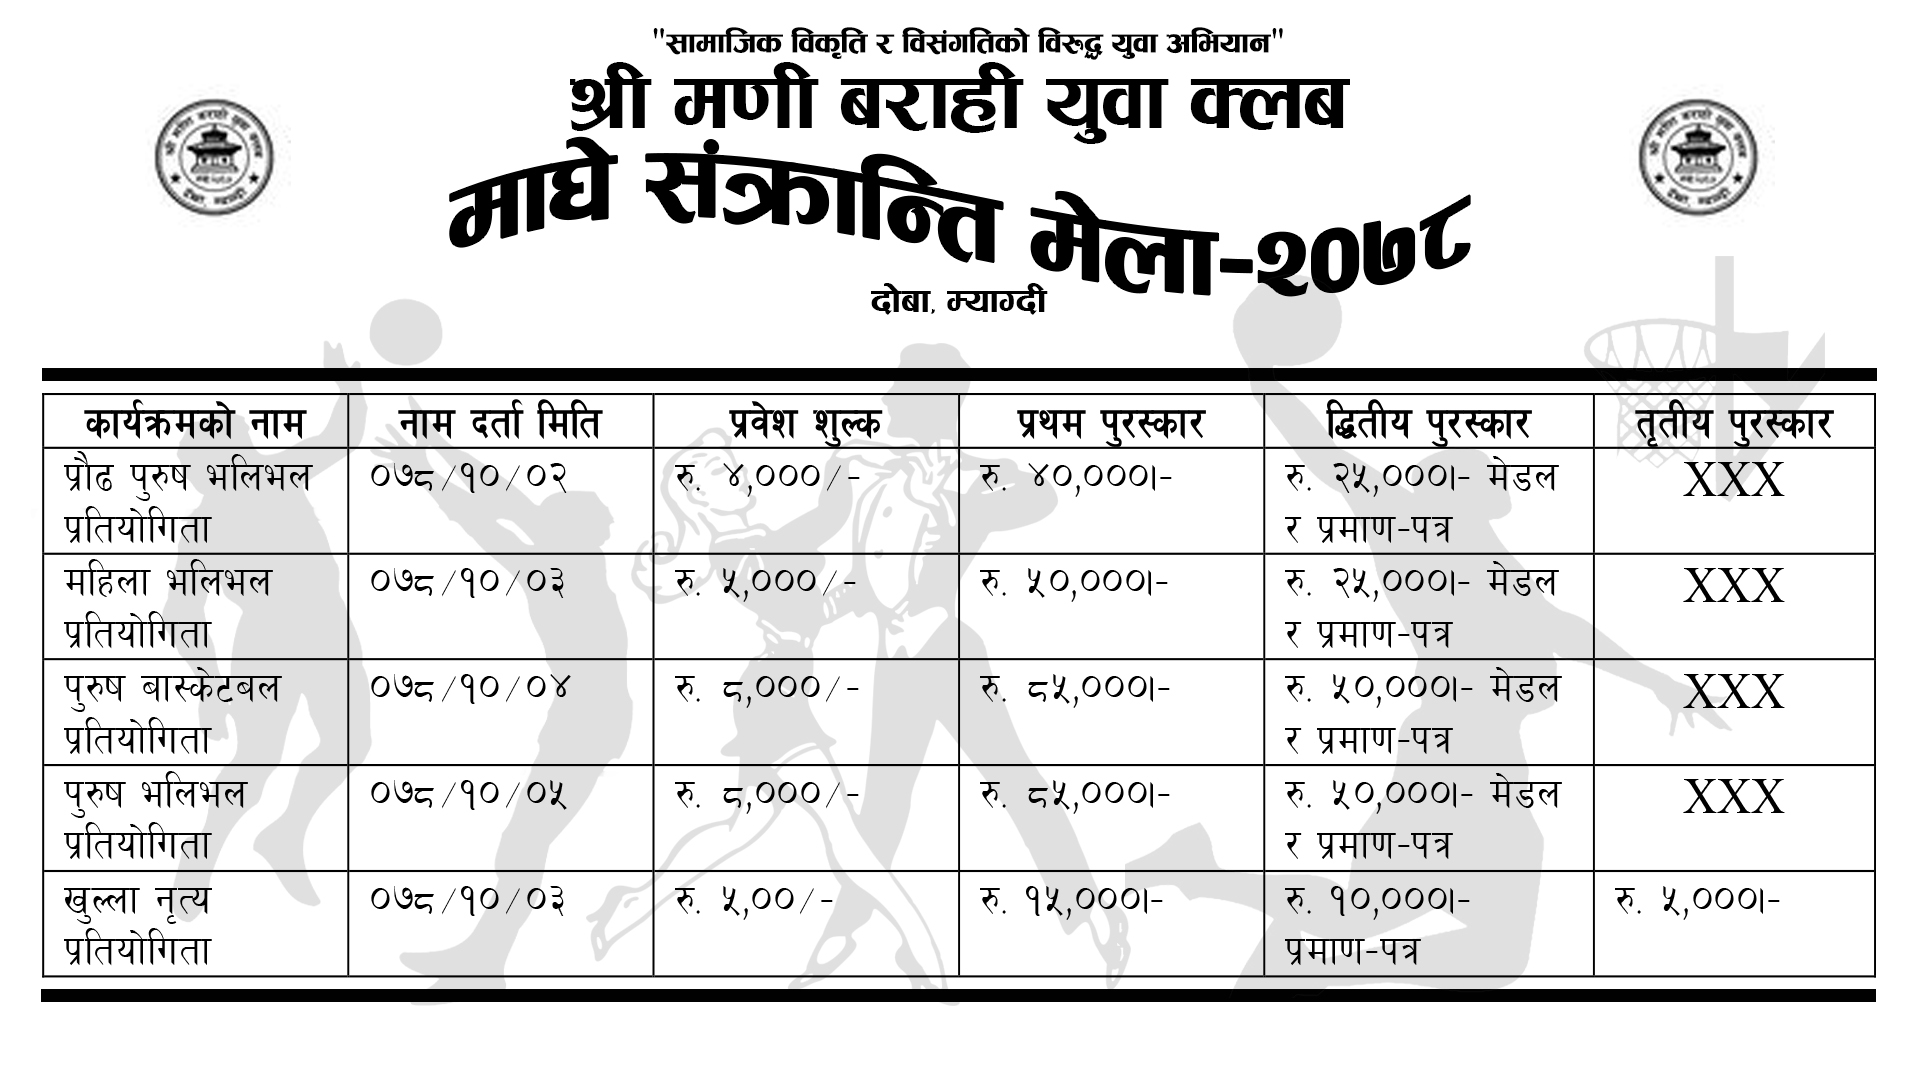 "सामाजिक विकृति र विसंगतिको विरुद्ध युवा अभियान"
श्री मणी बराही युवा क्लब
माघे संक्रान्ति मेला-२०७८
दोबा, म्याग्दी
कार्यक्रमको नाम नाम दर्ता मिति प्रवेश शुल्क प्रथम पुरस्कार द्धितीय पुरस्कार तृतीय पुरस्कार
प्रौढ पुरुष भलिभल ०७८/१०/०२ रु. ४,०००/- रु. ४०,०००।- रु. २५,०००।- मेडल XXX
प्रतियोगिता र प्रमाण-पत्र
महिला भलिभल ०७८/१०/०३ रु. ५,०००/- रु. ५०,०००।- रु. २५,०००।- मेडल XXX
प्रतियोगिता र प्रमाण-पत्र
पुरुष बास्केटबल ०७८/१०/०४ रु. ८,०००/- रु. ८५,०००।- रु. ५०,०००।- मेडल XXX
प्रतियोगिता र प्रमाण-पत्र
पुरुष भलिभल ०७८/१०/०५ रु. ८,०००/- रु. ८५,०००।- रु. ५०,०००।- मेडल XXX
प्रतियोगिता र प्रमाण-पत्र
खुल्ला नृत्य ०७८/१०/०३ रु. ५,००/- रु. १५,०००।- रु. १०,०००।- रु. ५,०००।-
प्रतियोगिता प्रमाण-पत्र